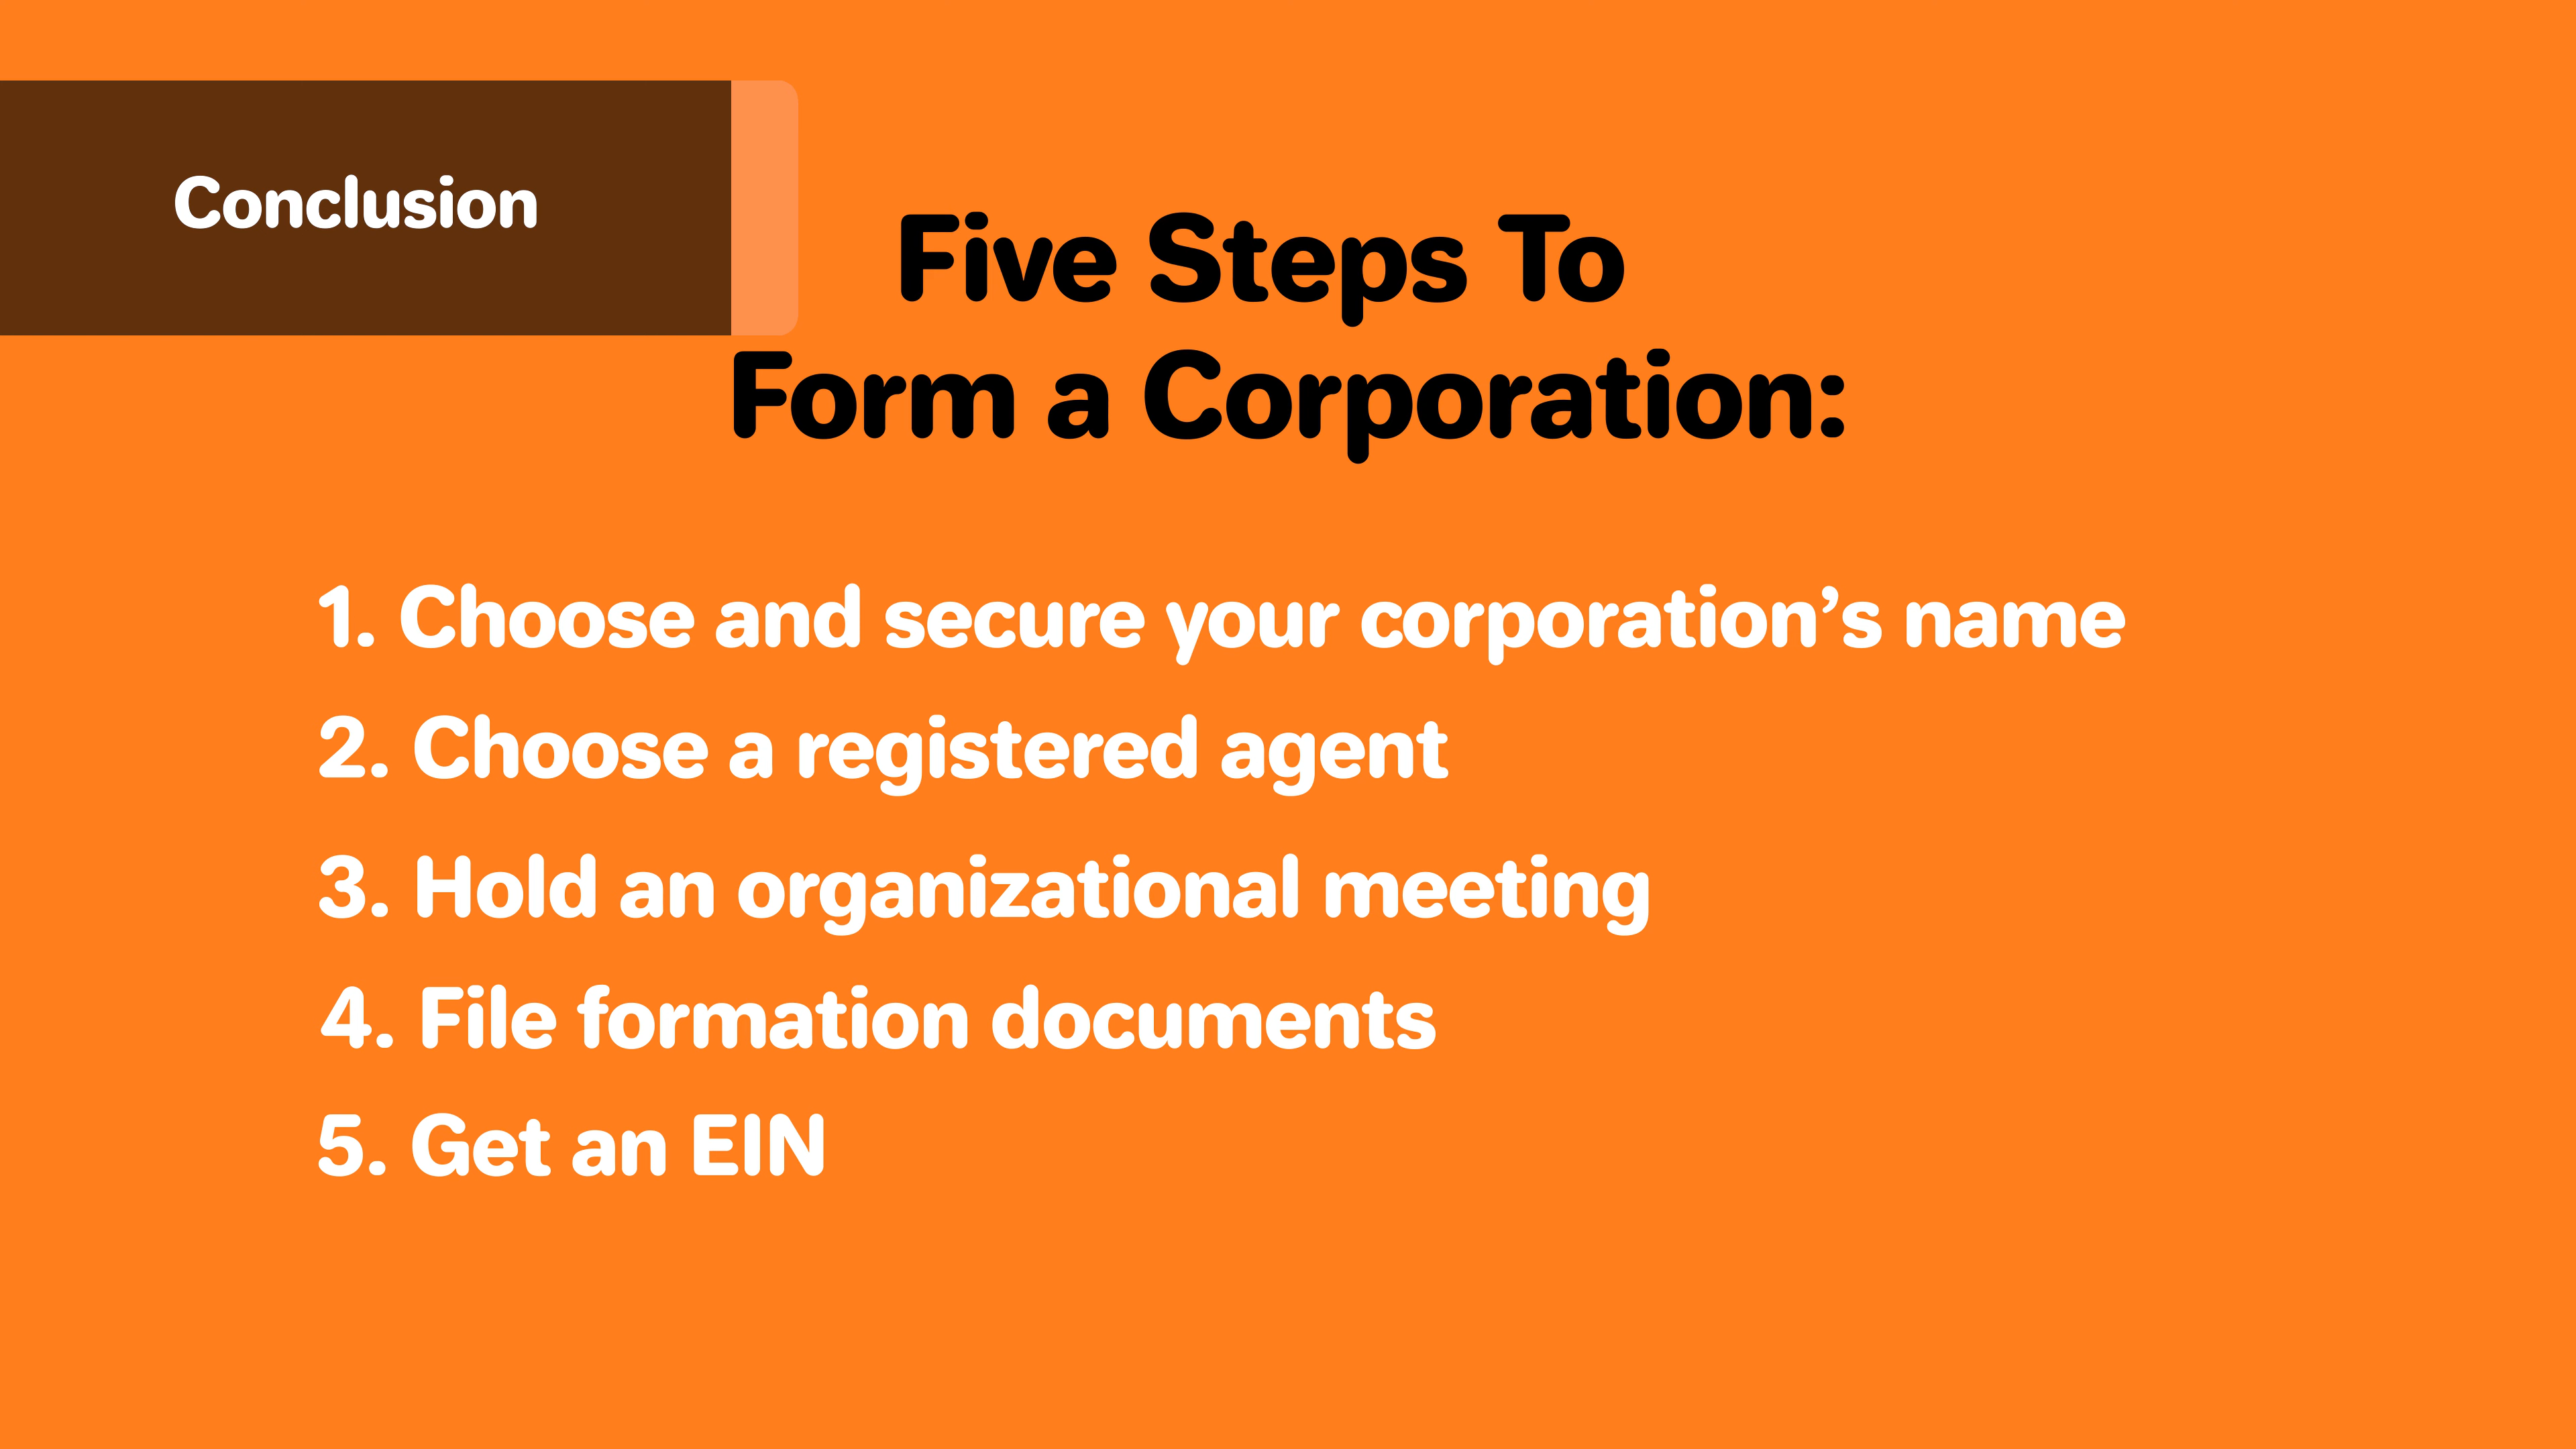 Conclusion
Five Steps To
Form a Corporation:
1. Choose and secure your corporation’s name
2. Choose a registered agent
3. Hold an organizational meeting
4. File formation documents
5. Get an EIN